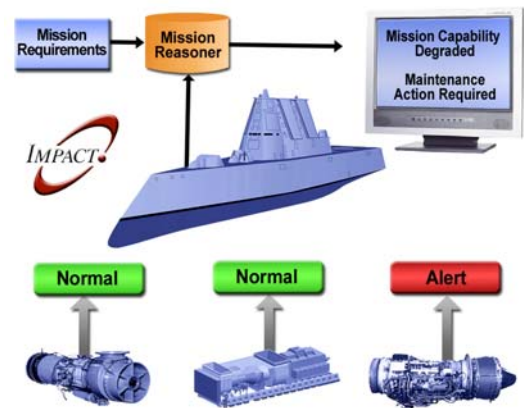 Mission
Requirements
Mission
Reasoner
Mission Capability
Degraded
Maintenance
Action Required
IMPACT
Normal
Normal
Alert